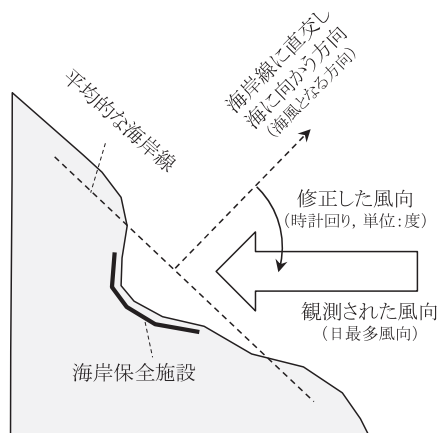 海岸線に直交し
海に向かう方向
(海風となる方向)
平均的な海岸線
修正した風向
(時計回り, 単位:度)
観測された風向
(日最多風向)
海岸保全施設